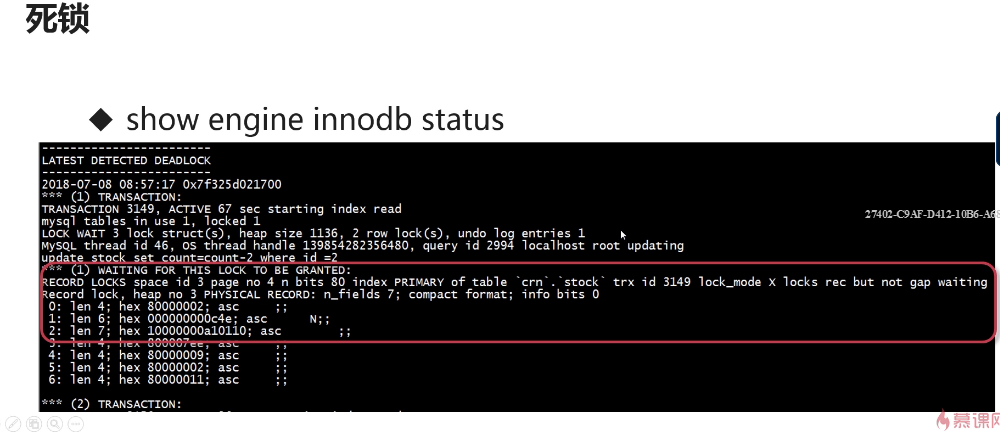 死锁
◆ show engine innodb status
------------------------
LATEST DETECTED DEADLOCK
------------------------
2018-07-08 08:57:17 0x7f325d021700
*** (1) TRANSACTION:
TRANSACTION 3149, ACTIVE 67 sec starting index read
mysql tables in use 1, locked 1
LOCK WAIT 3 lock struct(s), heap size 1136, 2 row lock(s), undo log entries 1
MySQL thread id 46, OS thread handle 139854282356480, query id 2994 localhost root updating
update stock set count=count-2 where id =2
*** (1) WAITING FOR THIS LOCK TO BE GRANTED:
RECORD LOCKS space id 3 page no 4 n bits 80 index PRIMARY of table `crn`.`stock` trx id 3149 lock_mode X locks rec but not gap waiting
Record lock, heap no 3 PHYSICAL RECORD: n_fields 7; compact format; info bits 0
0: len 4; hex 80000002; asc ;;
1: len 6; hex 000000000c4e; asc N;;
2: len 7; hex 10000000a10110; asc ;;
3: len 4; hex 800007ee; asc ;;
4: len 4; hex 80000009; asc ;;
5: len 4; hex 80000002; asc ;;
6: len 4; hex 80000011; asc ;;
*** (2) TRANSACTION:
27402-C9AF-D412-10B6-A6
慕课网